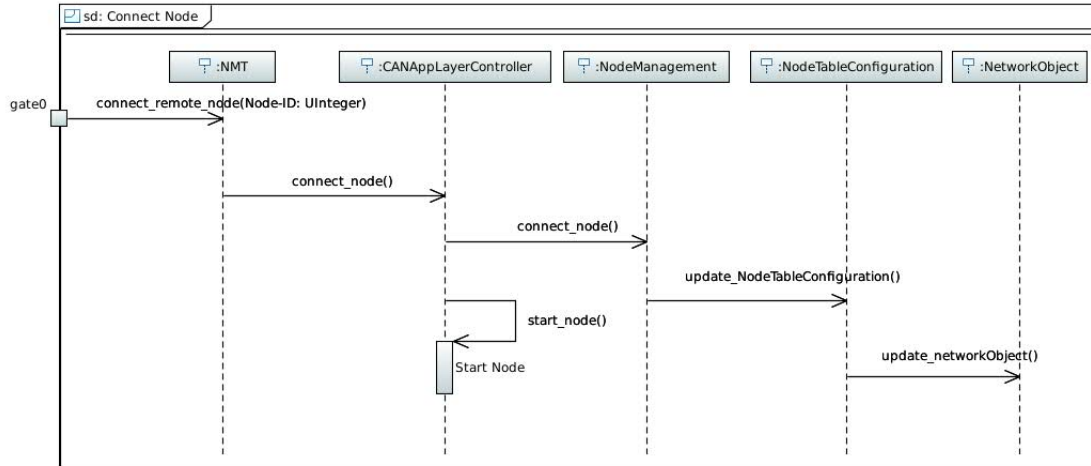 sd: Connect Node
:NMT
:CANAppLayerController
:NodeManagement
:NodeTableConfiguration
:NetworkObject
gate0
connect_remote_node(Node-ID: UInteger)
connect_node()
connect_node()
update_NodeTableConfiguration()
start_node()
update_networkObject()
Start Node